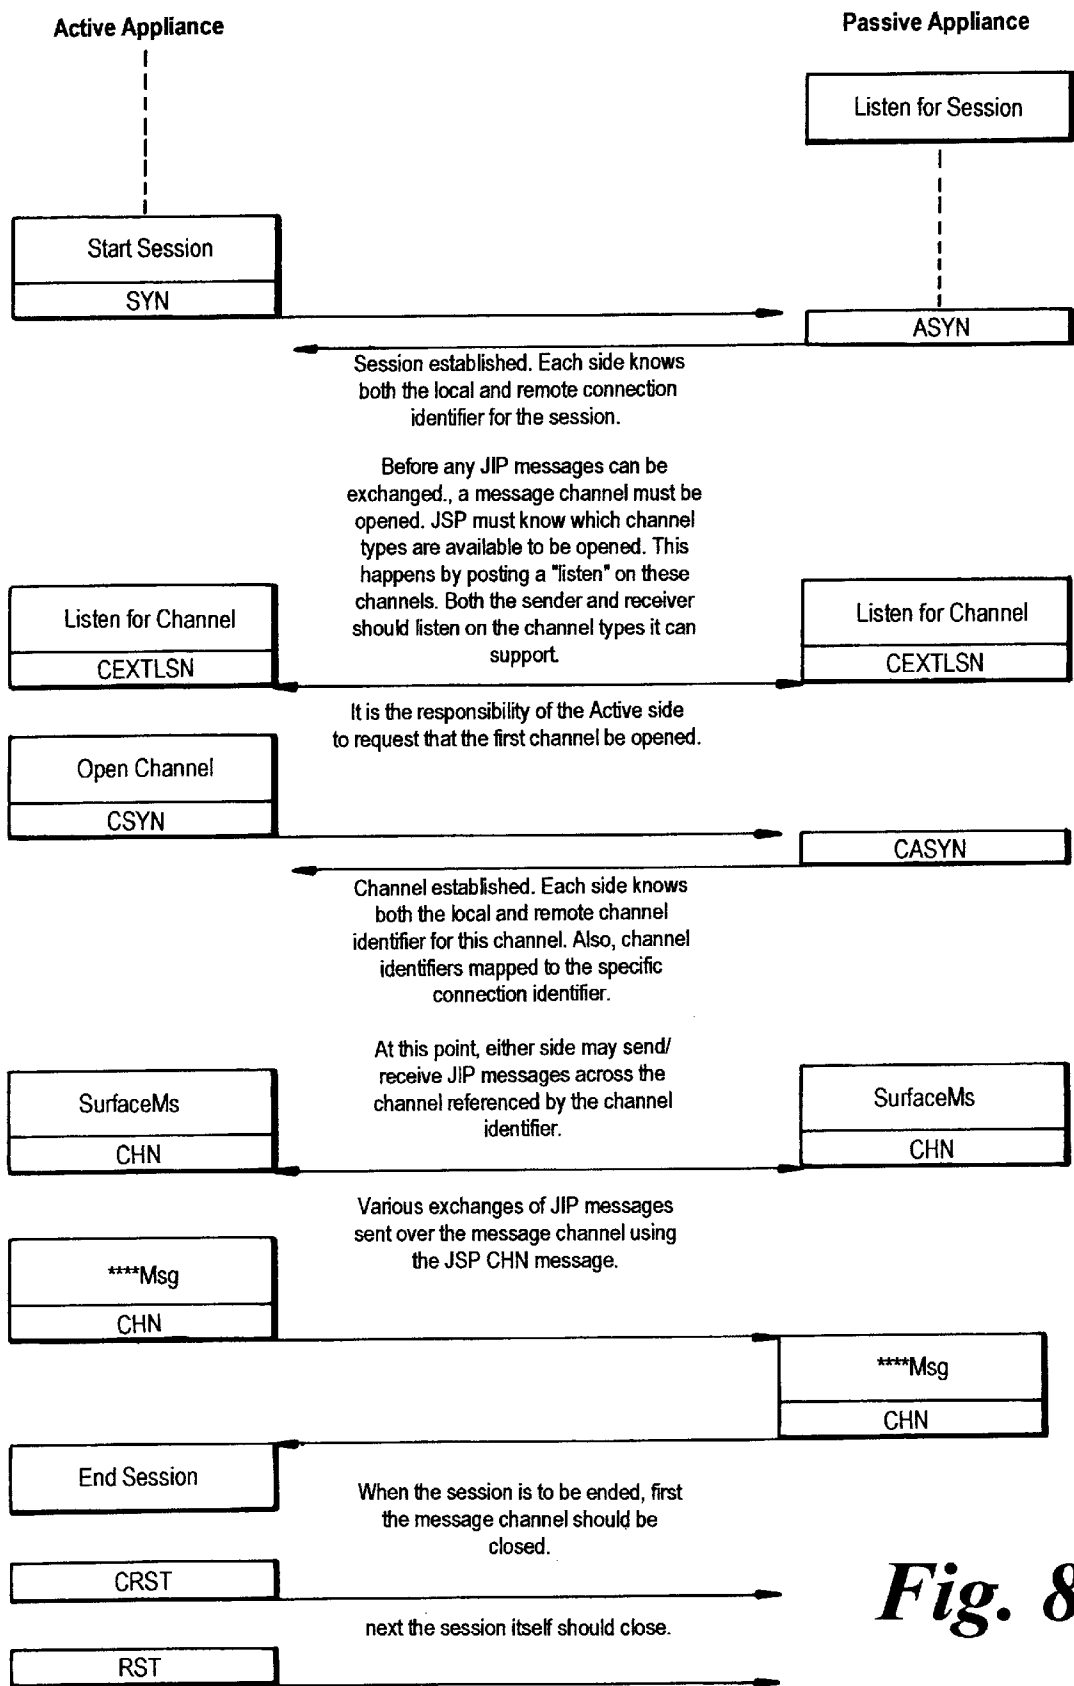 Active Appliance
Passive Appliance
Listen for Session
Start Session
SYN
ASYN
Session established. Each side knows
both the local and remote connection
identifier for the session.
Before any JIP messages can be
exchanged., a message channel must be
opened. JSP must know which channel
types are available to be opened. This
happens by posting a "listen" on these
channels. Both the sender and receiver
should listen on the channel types it can
support.
Listen for Channel
CEXTLSN
Listen for Channel
CEXTLSN
It is the responsibility of the Active side
to request that the first channel be opened.
Open Channel
CSYN
CASYN
Channel established. Each side knows
both the local and remote channel
identifier for this channel. Also, channel
identifiers mapped to the specific
connection identifier.
At this point, either side may send/
receive JIP messages across the
channel referenced by the channel
identifier.
SurfaceMs
CHN
SurfaceMs
CHN
Various exchanges of JIP messages
sent over the message channel using
the JSP CHN message.
****Msg
CHN
****Msg
CHN
End Session
When the session is to be ended, first
the message channel should be
closed.
CRST
next the session itself should close.
RST
Fig. 8